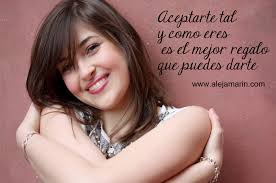 Aceptarte tal
y como eres
es el mejor regalo
que puedes darte
www.alejamarin.com